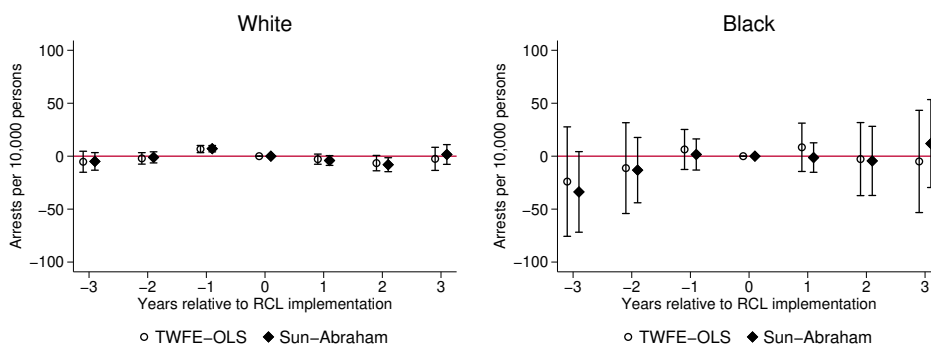 White
Arrests per 10,000 persons
100
50
0
−50
−100
−3 −2 −1 0 1 2 3
Years relative to RCL implementation
TWFE−OLS Sun−Abraham
Black
Arrests per 10,000 persons
100
50
0
−50
−100
−3 −2 −1 0 1 2 3
Years relative to RCL implementation
TWFE−OLS Sun−Abraham